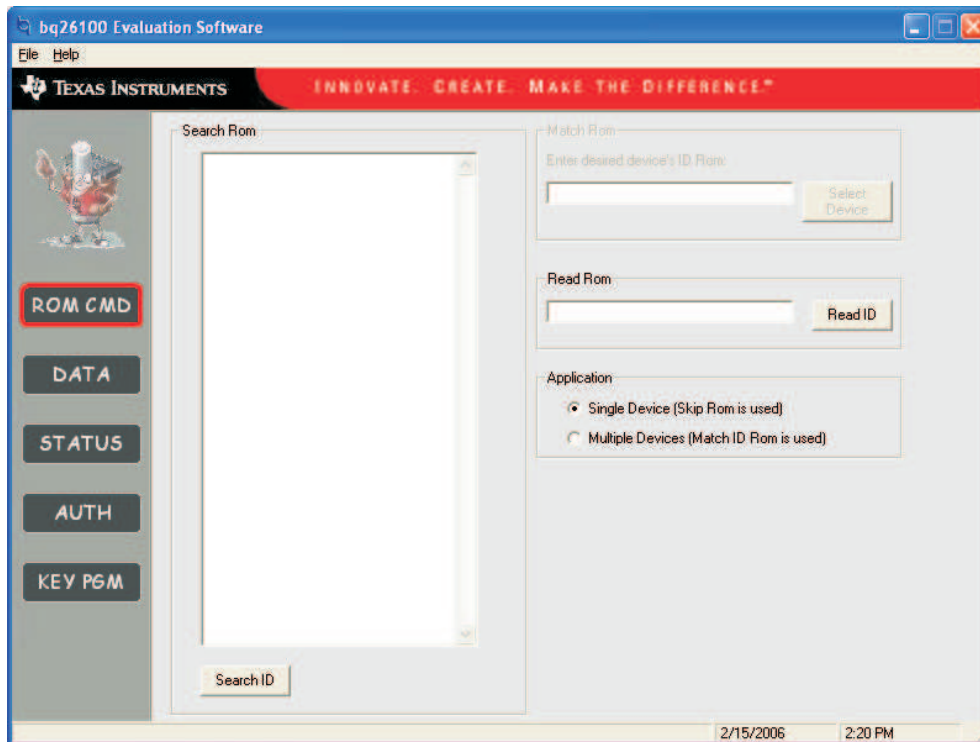 bq26100 Evaluation Software
File Help
TEXAS INSTRUMENTS
INNOVATE. CREATE. MAKE THE DIFFERENCE.™
ROM CMD
DATA
STATUS
AUTH
KEY PGM
Search Rom
Search ID
Match Rom
Enter desired device's ID Rom:
Select
Device
Read Rom
Read ID
Application
Single Device (Skip Rom is used)
Multiple Devices (Match ID Rom is used)
2/15/2006 2:20 PM